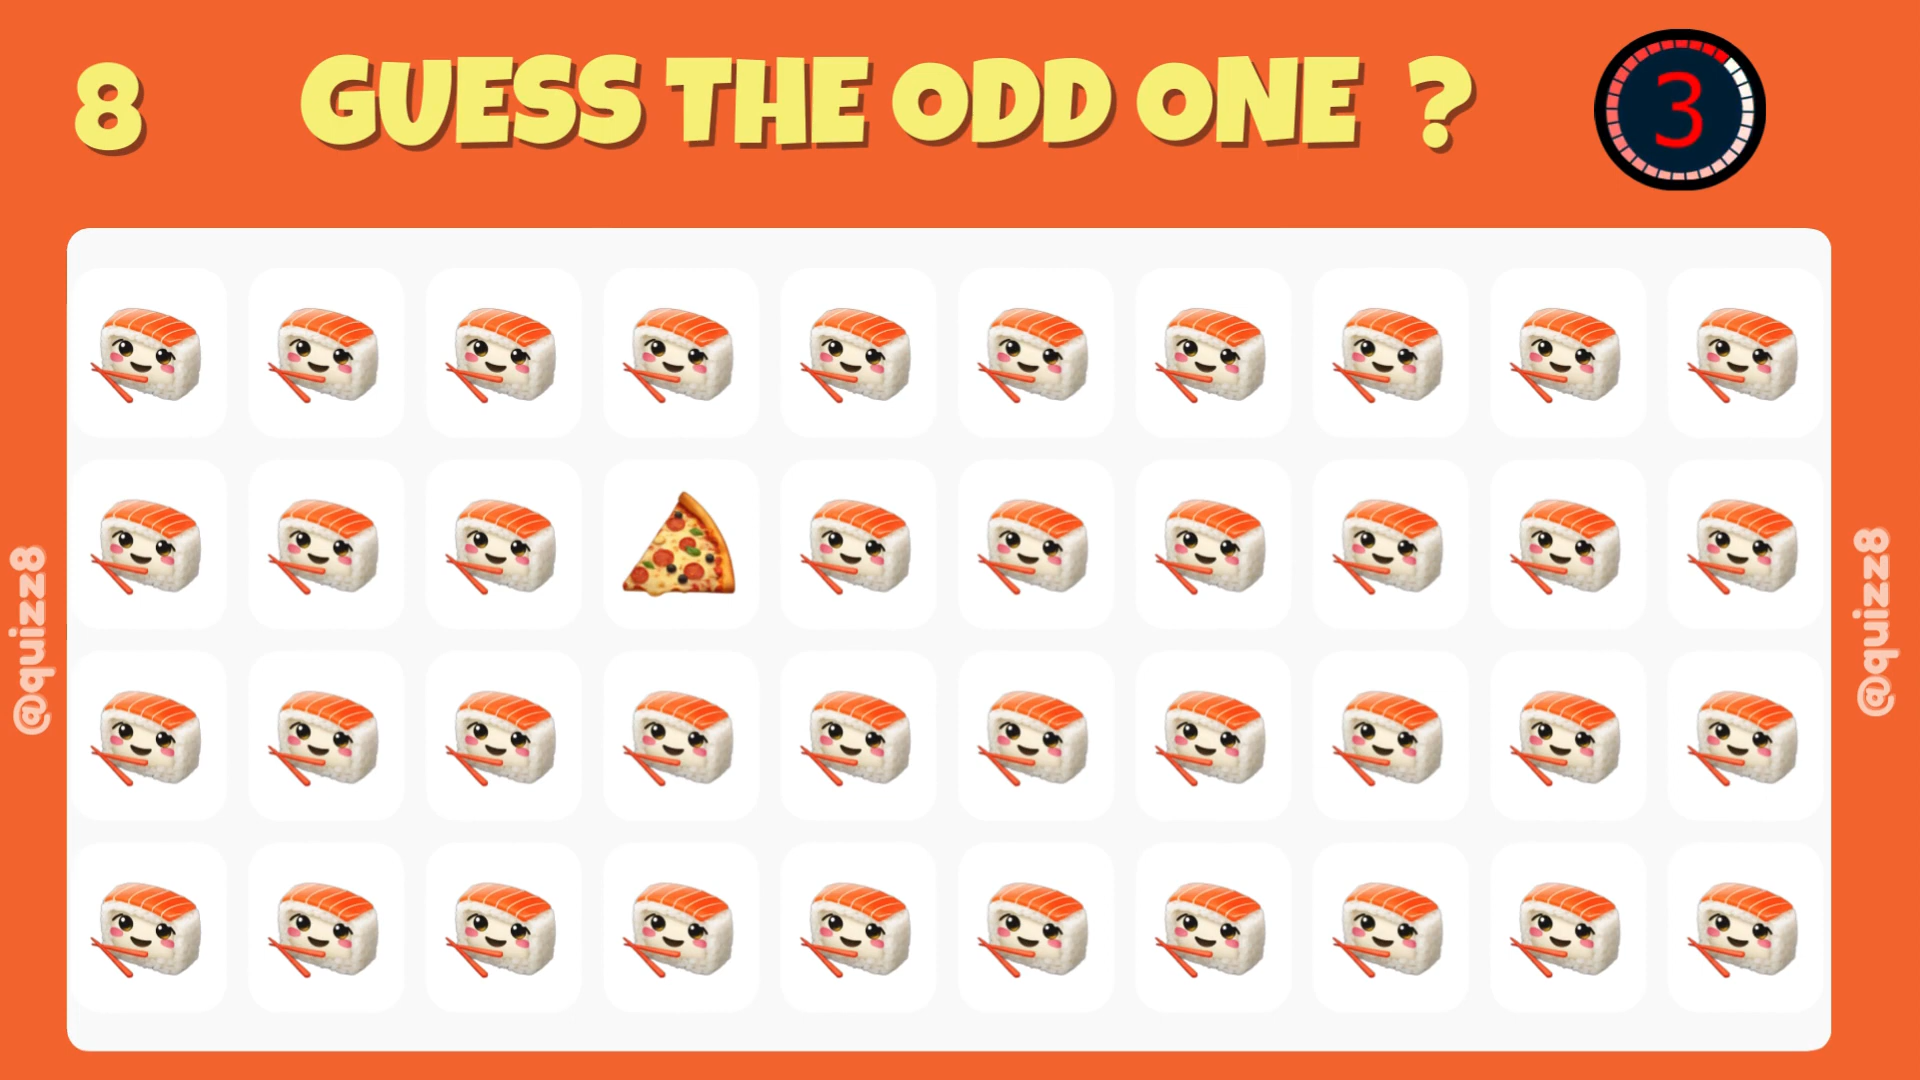 8
GUESS THE ODD ONE ?
3
@quizz8
@quizz8